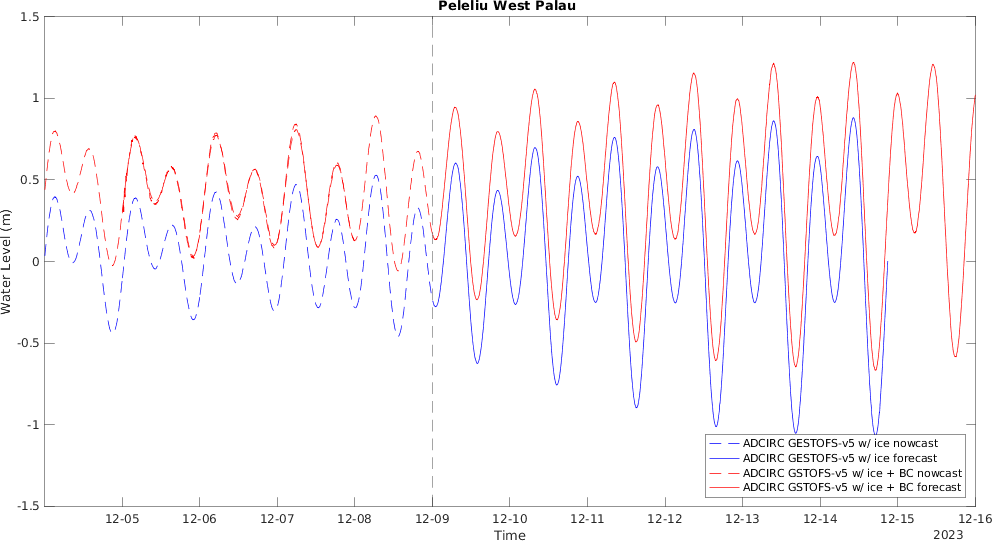 Peleliu West Palau
1.5
1
0.5
0
-0.5
-1
-1.5
Water Level (m)
12-05 12-06 12-07 12-08 12-09 12-10 12-11 12-12 12-13 12-14 12-15 12-16
Time
2023
ADCIRC GESTOFS-v5 w/ ice nowcast
ADCIRC GESTOFS-v5 w/ ice forecast
ADCIRC GSTOFS-v5 w/ ice + BC nowcast
ADCIRC GSTOFS-v5 w/ ice + BC forecast